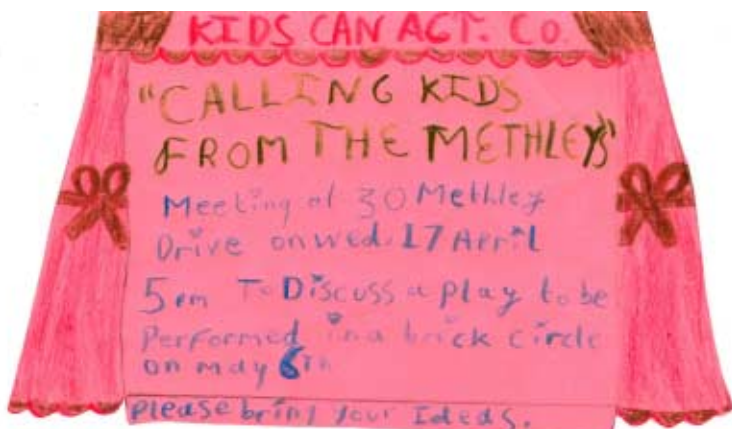 KIDS CAN ACT. CO.
"CALLING KIDS
FROM THE METHLEYS"
Meeting at 30 Methley
Drive on wed. 17 April
5pm To Discuss a play to be
Performed in a brick circle
on may 6th
please bring your Ideas.